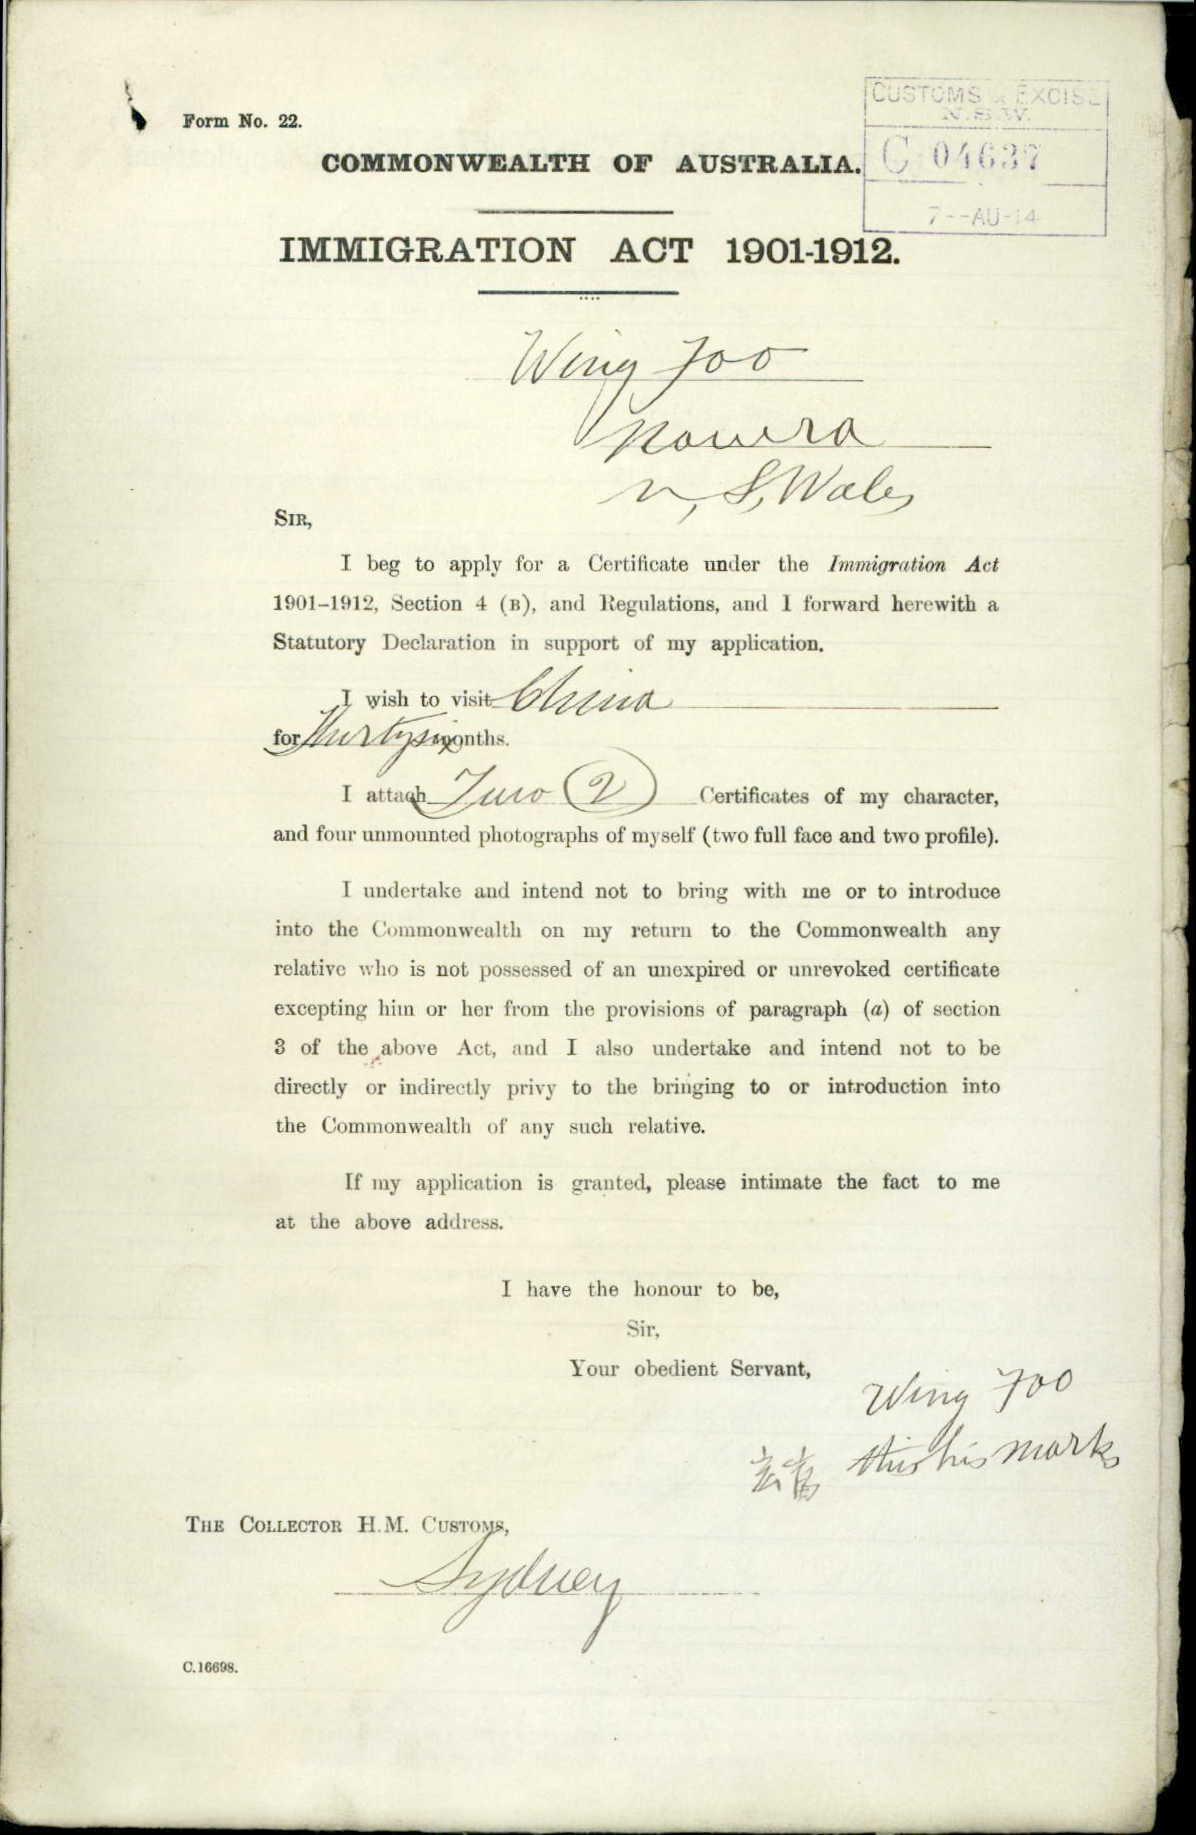 CUSTOMS & EXCISE
N.S.W.
C 04637
7--AU-14
Form No. 22.
COMMONWEALTH OF AUSTRALIA.
IMMIGRATION ACT 1901-1912.
Wing Foo
Nowra
N, S, Wales
SIR,
I beg to apply for a Certificate under the Immigration Act
1901-1912, Section 4 (B), and Regulations, and I forward herewith a
Statutory Declaration in support of my application.
I wish to visit China
for Thirtysix months.
I attach Two (2) Certificates of my character,
and four unmounted photographs of myself (two full face and two profile).
I undertake and intend not to bring with me or to introduce
into the Commonwealth on my return to the Commonwealth any
relative who is not possessed of an unexpired or unrevoked certificate
excepting him or her from the provisions of paragraph (a) of section
3 of the above Act, and I also undertake and intend not to be
directly or indirectly privy to the bringing to or introduction into
the Commonwealth of any such relative.
If my application is granted, please intimate the fact to me
at the above address.
I have the honour to be,
Sir,
Your obedient Servant,
Wing Foo
this his mark
THE COLLECTOR H.M. CUSTOMS,
Sydney
C.16698.